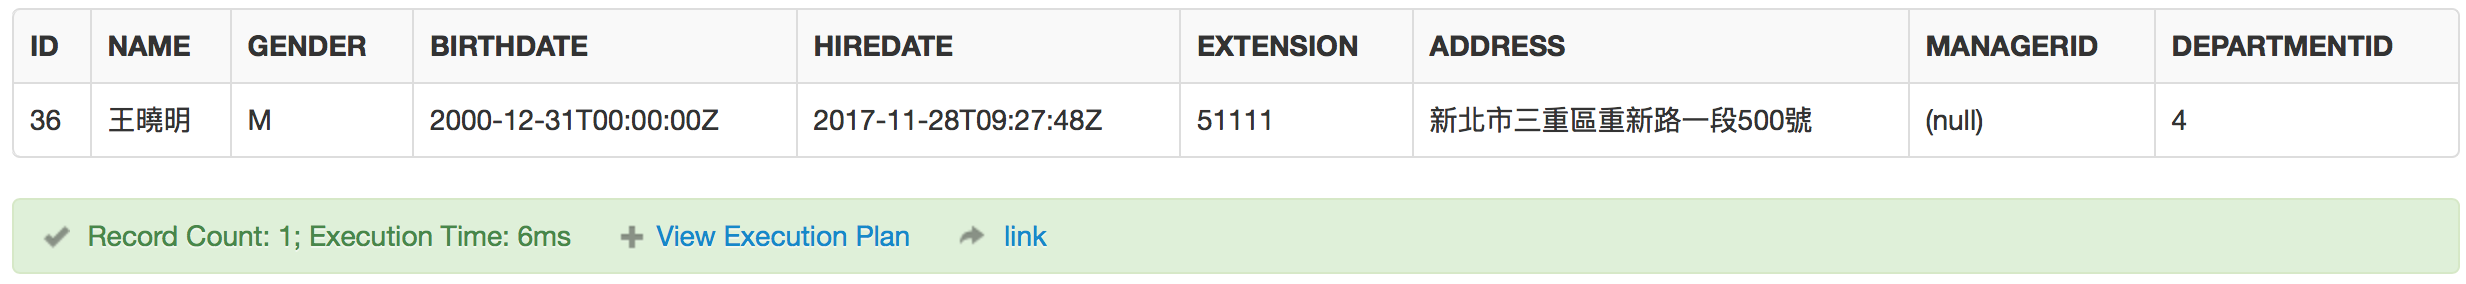 ID NAME GENDER BIRTHDATE HIREDATE EXTENSION ADDRESS MANAGERID DEPARTMENTID
36 王曉明 M 2000-12-31T00:00:00Z 2017-11-28T09:27:48Z 51111 新北市三重區重新路一段500號 (null) 4
Record Count: 1; Execution Time: 6ms View Execution Plan link